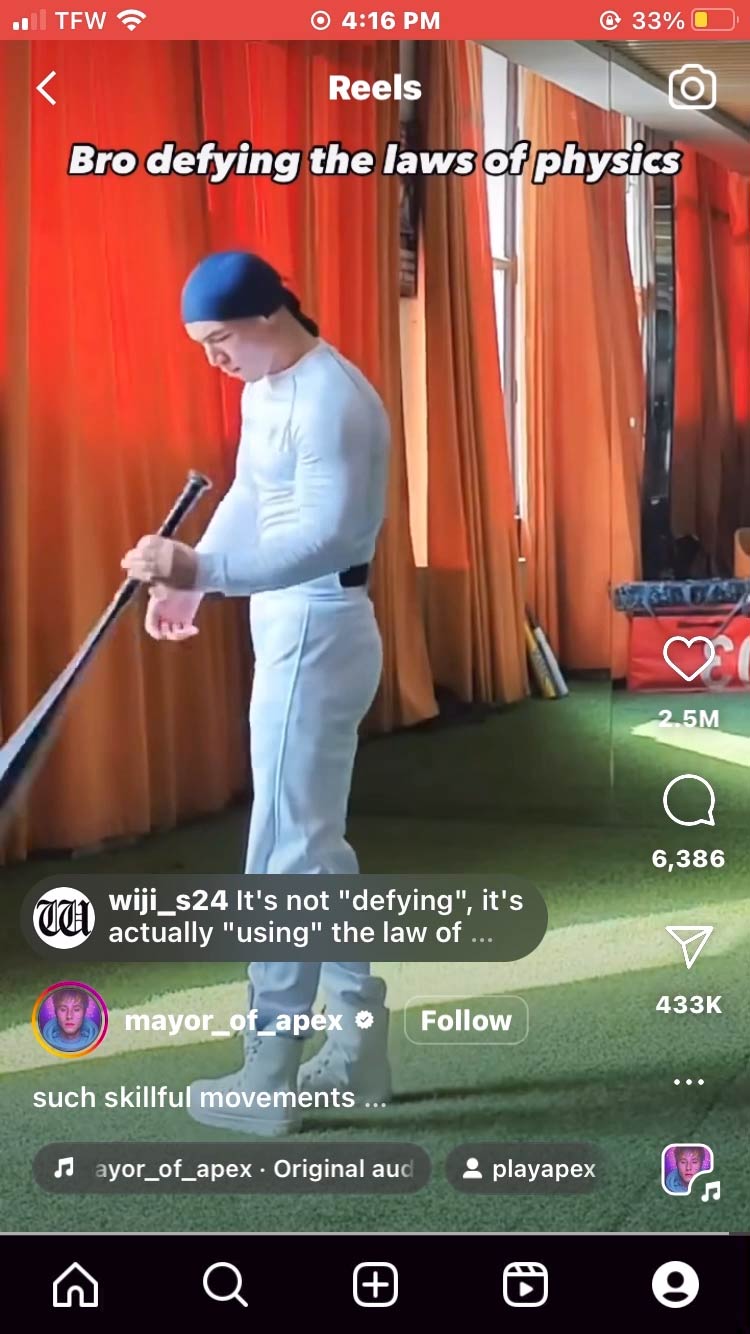 TFW 4:16 PM 33%
Reels
Bro defying the laws of physics
2.5M
6,386
wiji_s24 It's not "defying", it's
actually "using" the law of ...
433K
mayor_of_apex Follow
such skillful movements ...
ayor_of_apex · Original aud playapex